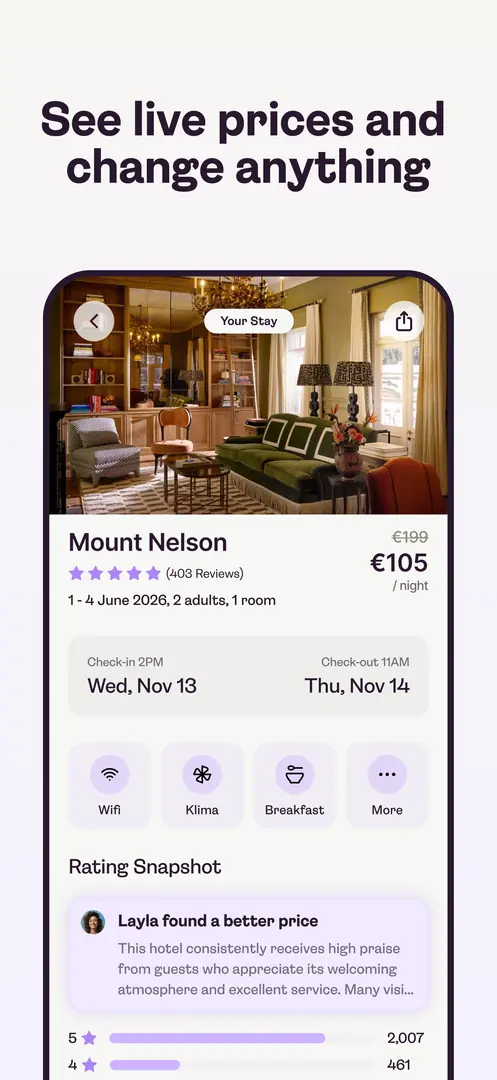 See live prices and
change anything
Your Stay
Mount Nelson
€199
€105
(403 Reviews)
/ night
1 - 4 June 2026, 2 adults, 1 room
Check-in 2PM
Check-out 11AM
Wed, Nov 13
Thu, Nov 14
Wifi
Klima
Breakfast
More
Rating Snapshot
Layla found a better price
This hotel consistently receives high praise
from guests who appreciate its welcoming
atmosphere and excellent service. Many visi...
5 2,007
4 461